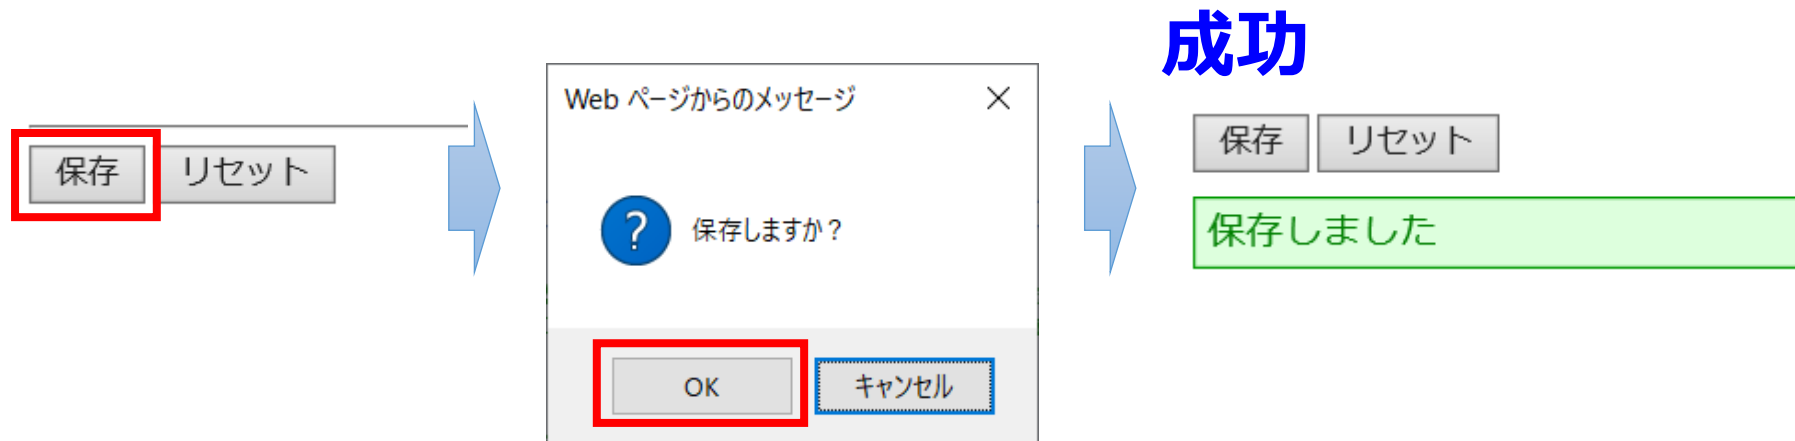 成功
保存 リセット
Web ページからのメッセージ
保存しますか？
OK キャンセル
保存 リセット
保存しました